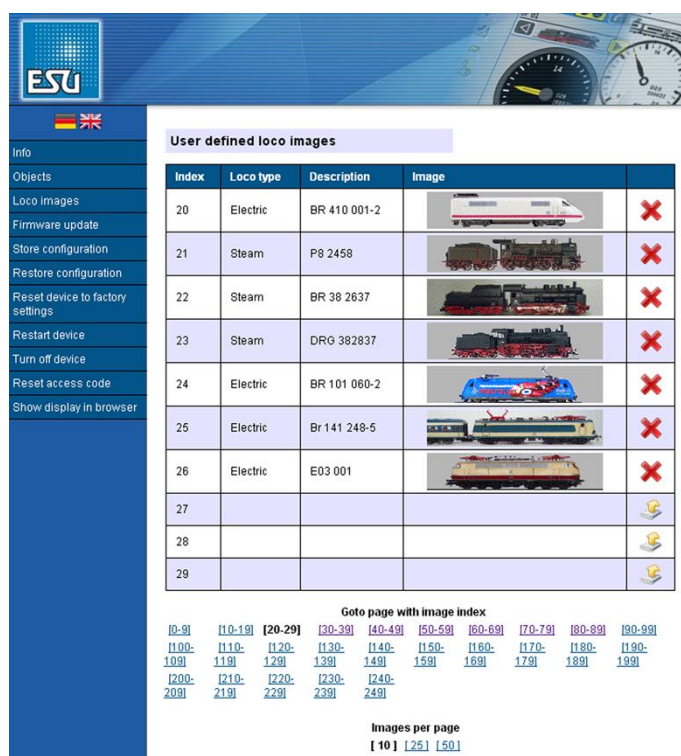 ESU
Info
Objects
Loco images
Firmware update
Store configuration
Restore configuration
Reset device to factory
settings
Restart device
Turn off device
Reset access code
Show display in browser
User defined loco images
Index Loco type Description Image
20 Electric BR 410 001-2
21 Steam P8 2458
22 Steam BR 38 2637
23 Steam DRG 382837
24 Electric BR 101 060-2
25 Electric Br 141 248-5
26 Electric E03 001
27
28
29
Goto page with image index
[0-9] [10-19] [20-29] [30-39] [40-49] [50-59] [60-69] [70-79] [80-89] [90-99]
[100- [110- [120- [130- [140- [150- [160- [170- [180- [190-
109] 119] 129] 139] 149] 159] 169] 179] 189] 199]
[200- [210- [220- [230- [240-
209] 219] 229] 239] 249]
Images per page
[ 10 ] [ 25 ] [ 50 ]